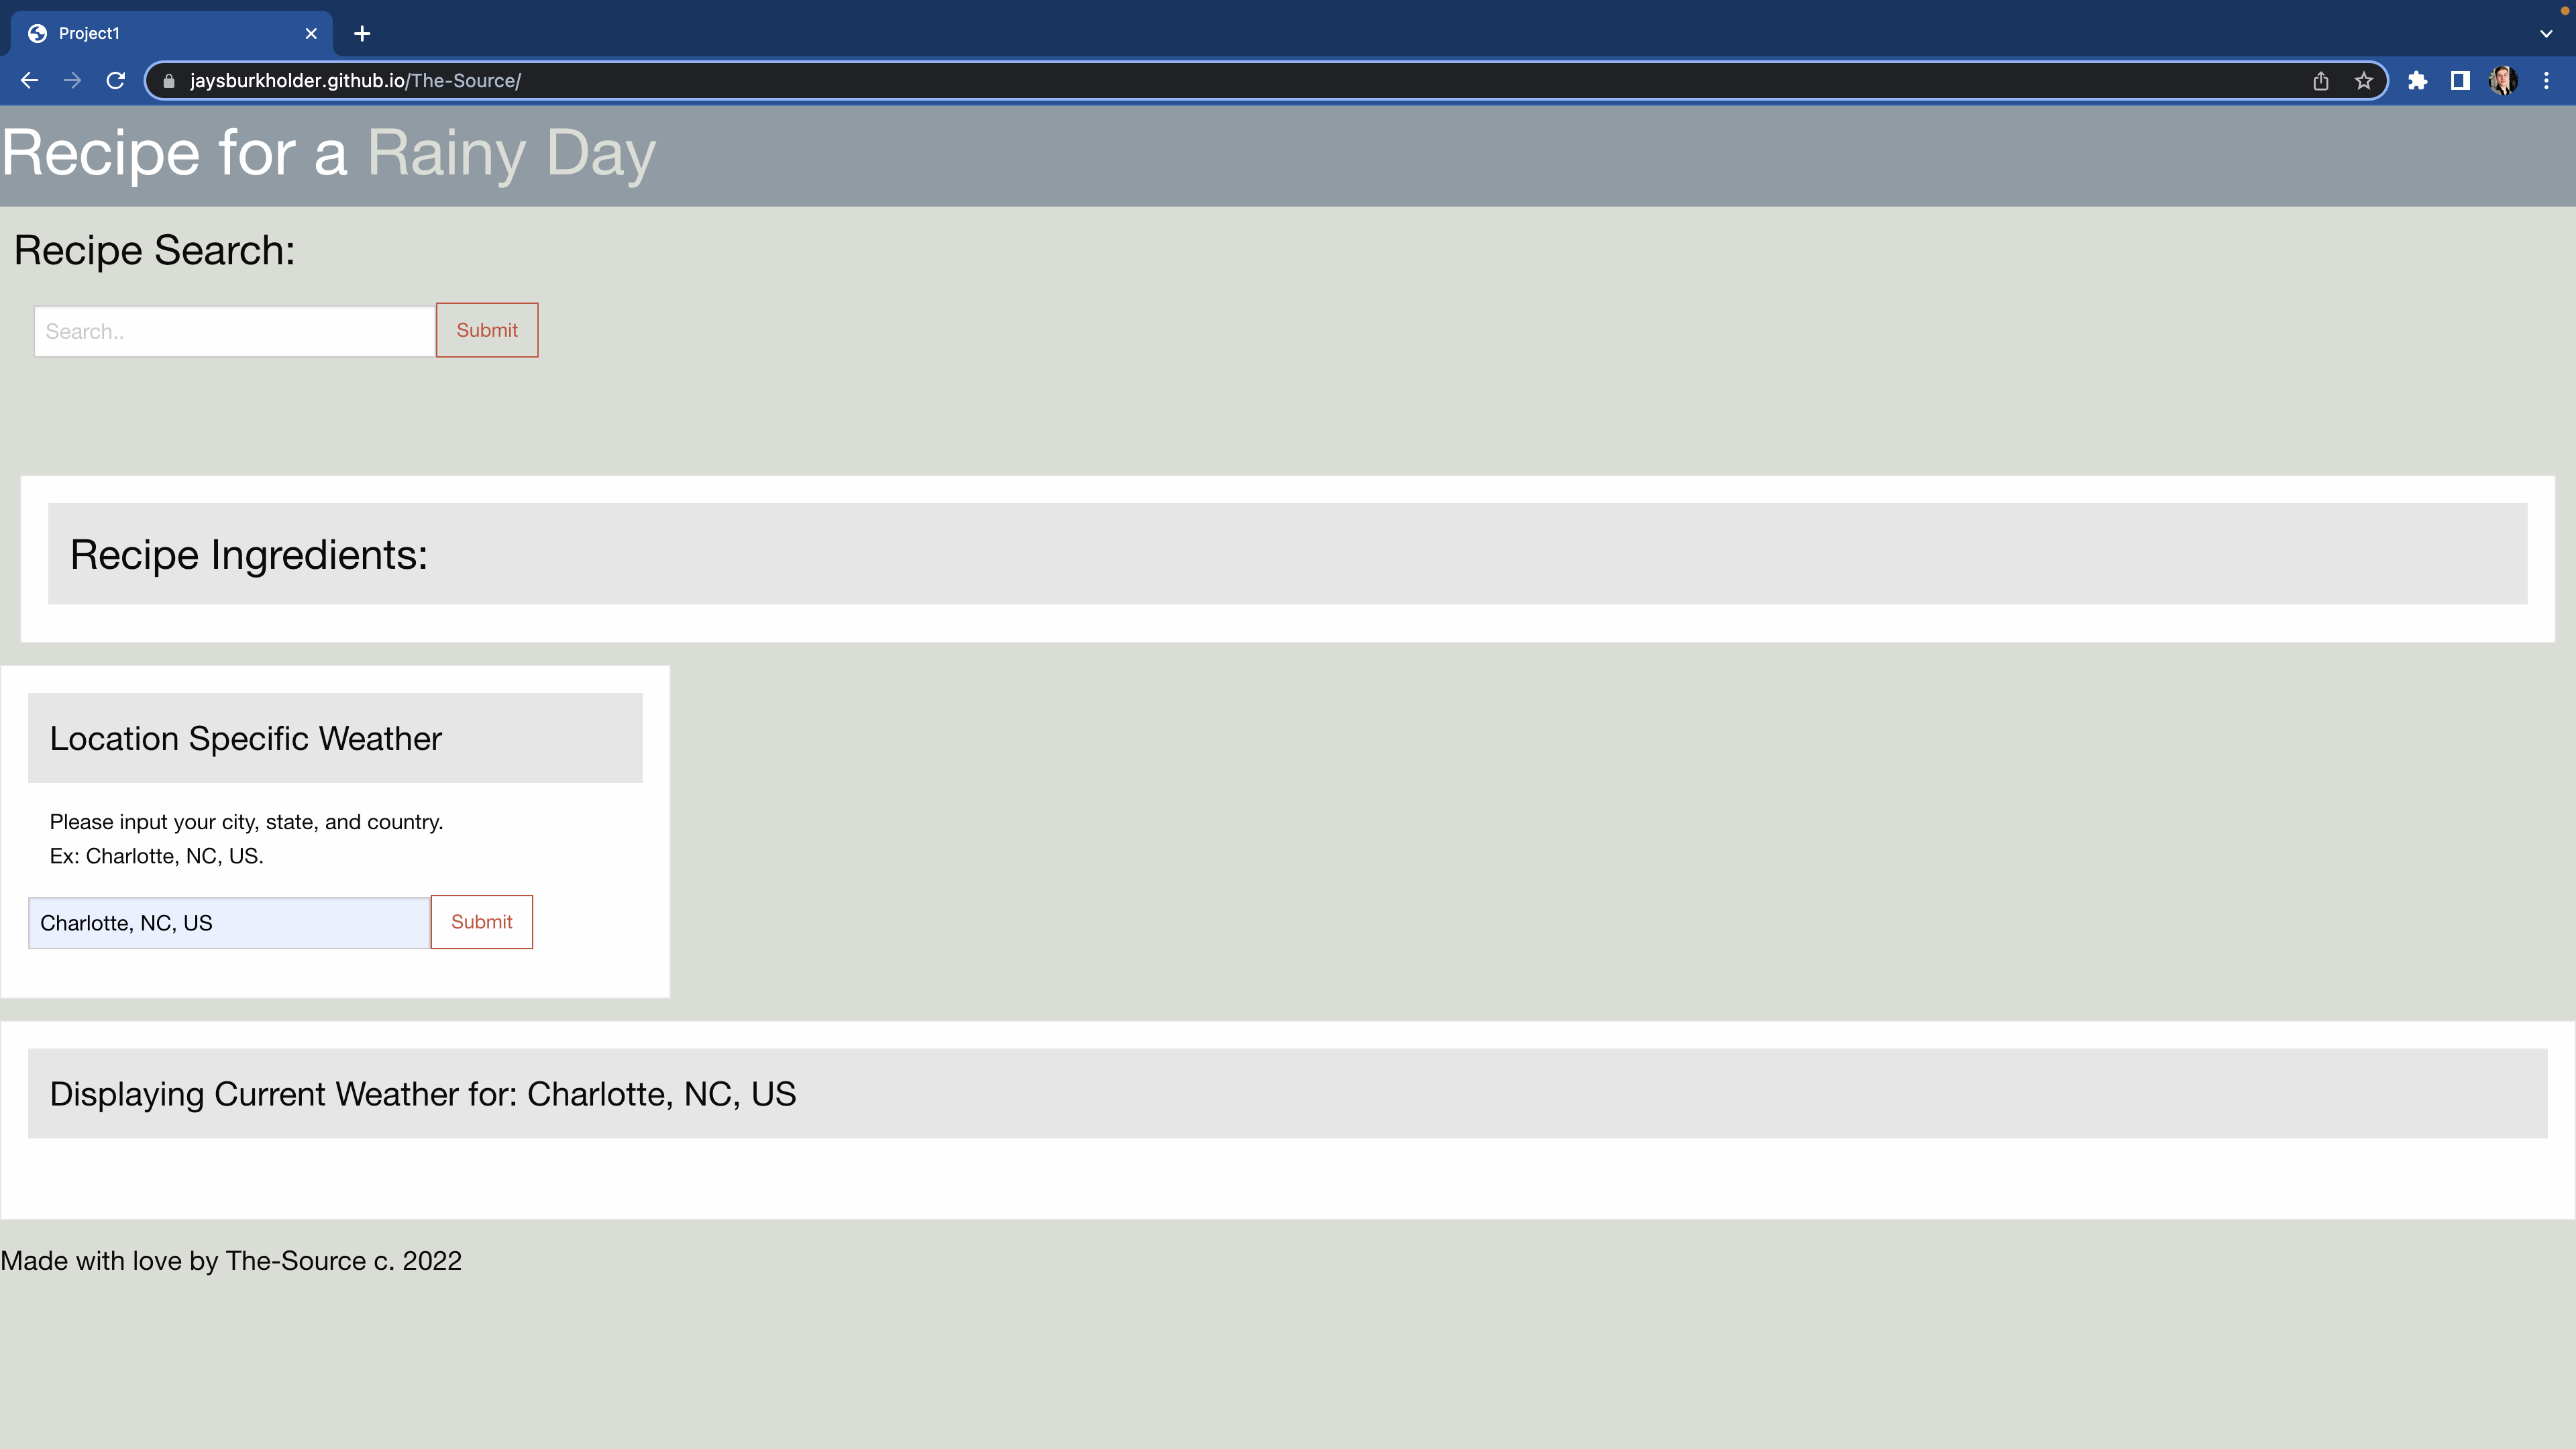 Project1
jaysburkholder.github.io/The-Source/
Recipe for a Rainy Day
Recipe Search:
Search..
Submit
Recipe Ingredients:
Location Specific Weather
Please input your city, state, and country.
Ex: Charlotte, NC, US.
Charlotte, NC, US
Submit
Displaying Current Weather for: Charlotte, NC, US
Made with love by The-Source c. 2022